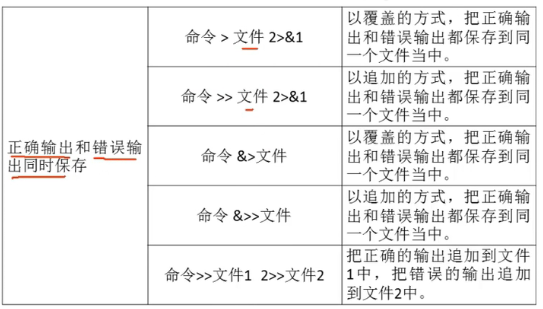 正确输出和错误输
出同时保存
命令 > 文件 2>&1
以覆盖的方式，把正确输
出和错误输出都保存到同
一个文件当中。
命令 >> 文件 2>&1
以追加的方式，把正确输
出和错误输出都保存到同
一个文件当中。
命令 &>文件
以覆盖的方式，把正确输
出和错误输出都保存到同
一个文件当中。
命令 &>>文件
以追加的方式，把正确输
出和错误输出都保存到同
一个文件当中。
命令>>文件1 2>>文件2
把正确的输出追加到文件
1中，把错误的输出追加
到文件2中。